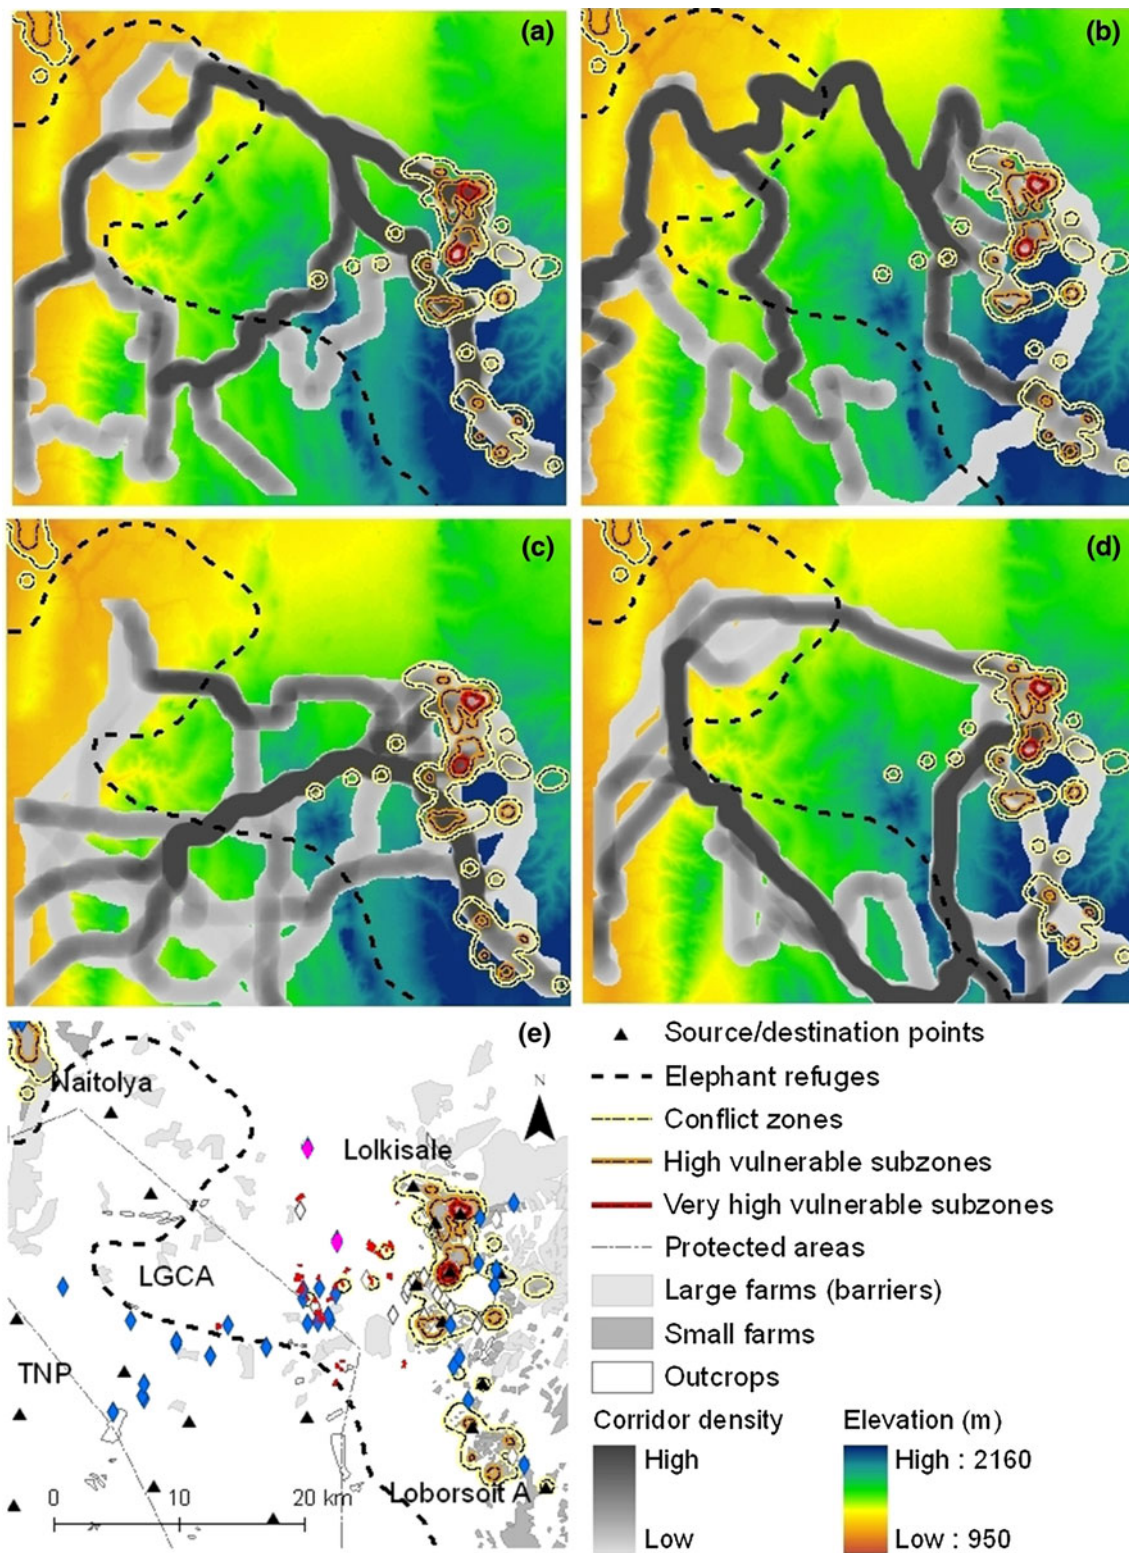 (a)
(b)
(c)
(d)
(e)
Naitolya
N
Lolkisale
LGCA
TNP
Loborsoit A
0 10 20 km
Source/destination points
Elephant refuges
Conflict zones
High vulnerable subzones
Very high vulnerable subzones
Protected areas
Large farms (barriers)
Small farms
Outcrops
Corridor density
High
Low
Elevation (m)
High : 2160
Low : 950